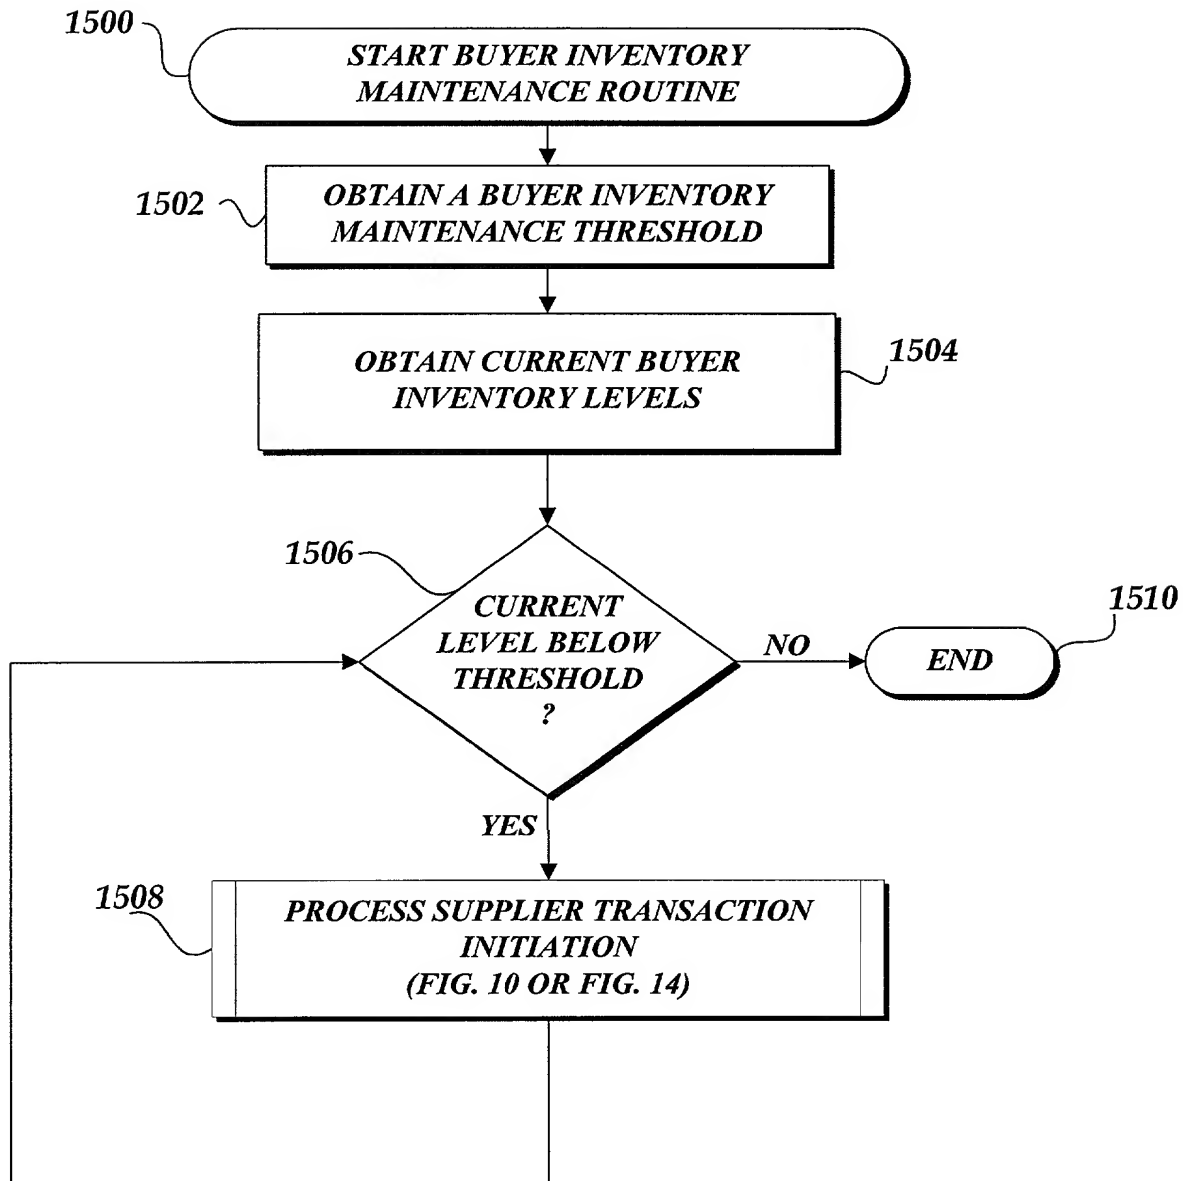 1500
START BUYER INVENTORY
MAINTENANCE ROUTINE
1502
OBTAIN A BUYER INVENTORY
MAINTENANCE THRESHOLD
OBTAIN CURRENT BUYER
INVENTORY LEVELS
1504
1506
CURRENT
LEVEL BELOW
THRESHOLD
?
NO
END
1510
YES
1508
PROCESS SUPPLIER TRANSACTION
INITIATION
(FIG. 10 OR FIG. 14)